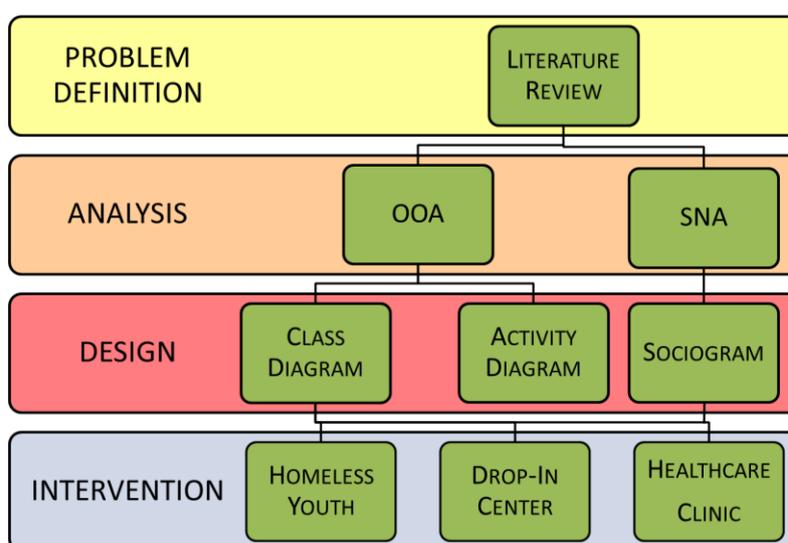 PROBLEM
DEFINITION
LITERATURE
REVIEW
ANALYSIS
OOA
SNA
DESIGN
CLASS
DIAGRAM
ACTIVITY
DIAGRAM
SOCIOGRAM
INTERVENTION
HOMELESS
YOUTH
DROP-IN
CENTER
HEALTHCARE
CLINIC